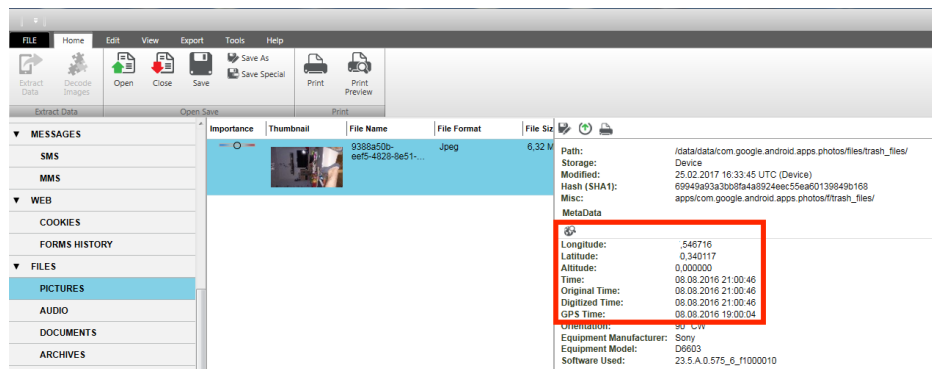 FILE Home Edit View Export Tools Help
Extract Data
Decode Images
Open
Close
Save
Save As
Save Special
Print
Print Preview
Extract Data
Open Save
Print
MESSAGES
SMS
MMS
WEB
COOKIES
FORMS HISTORY
FILES
PICTURES
AUDIO
DOCUMENTS
ARCHIVES
Importance Thumbnail File Name File Format File Siz
9388a50b-
eef5-4828-8e51-...
Jpeg
6,32 M
Path: /data/data/com.google.android.apps.photos/files/trash_files/
Storage: Device
Modified: 25.02.2017 16:33:45 UTC (Device)
Hash (SHA1): 69949a93a3bb8fa4a8924eec55ea60139849b168
Misc: apps/com.google.android.apps.photos/f/trash_files/
MetaData
Longitude: ,546716
Latitude: 0,340117
Altitude: 0,000000
Time: 08.08.2016 21:00:46
Original Time: 08.08.2016 21:00:46
Digitized Time: 08.08.2016 21:00:46
GPS Time: 08.08.2016 19:00:04
Orientation: 90° CW
Equipment Manufacturer: Sony
Equipment Model: D6603
Software Used: 23.5.A.0.575_6_f1000010